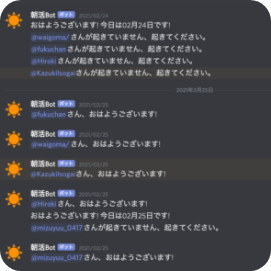 朝活Bot ボット 2021/02/24
おはようございます! 今日は02月24日です!
@waigoma/ さんが起きていません、起きてください。
@fukuchan さんが起きていません、起きてください。
@Hiroki さんが起きていません、起きてください。
@KazukiIsogai さんが起きていません、起きてください。
2021年2月25日
朝活Bot ボット 2021/02/25
@fukuchan さん、おはようございます!
朝活Bot ボット 2021/02/25
@waigoma/ さん、おはようございます!
朝活Bot ボット 2021/02/25
@KazukiIsogai さん、おはようございます!
朝活Bot ボット 2021/02/25
@Hiroki さん、おはようございます!
おはようございます! 今日は02月25日です!
@mizuyuu_0417 さんが起きていません、起きてください。
朝活Bot ボット 2021/02/25
@mizuyuu_0417 さん、おはようございます!